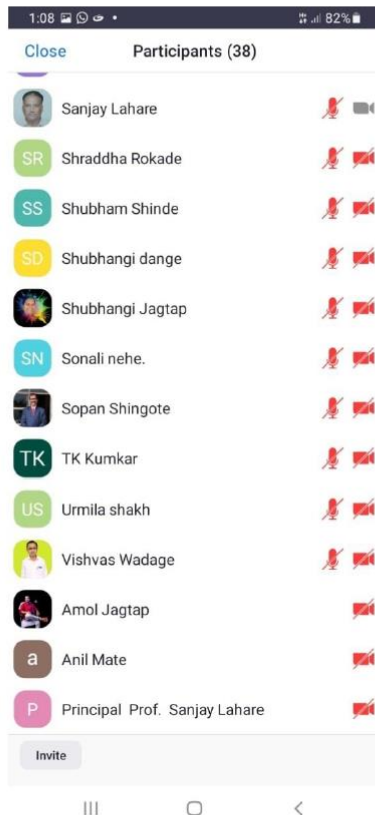 1:08 82%
Close Participants (38)
Sanjay Lahare
SR Shraddha Rokade
SS Shubham Shinde
SD Shubhangi dange
Shubhangi Jagtap
SN Sonali nehe.
Sopan Shingote
TK TK Kumkar
US Urmila shakh
Vishvas Wadage
Amol Jagtap
a Anil Mate
P Principal Prof. Sanjay Lahare
Invite